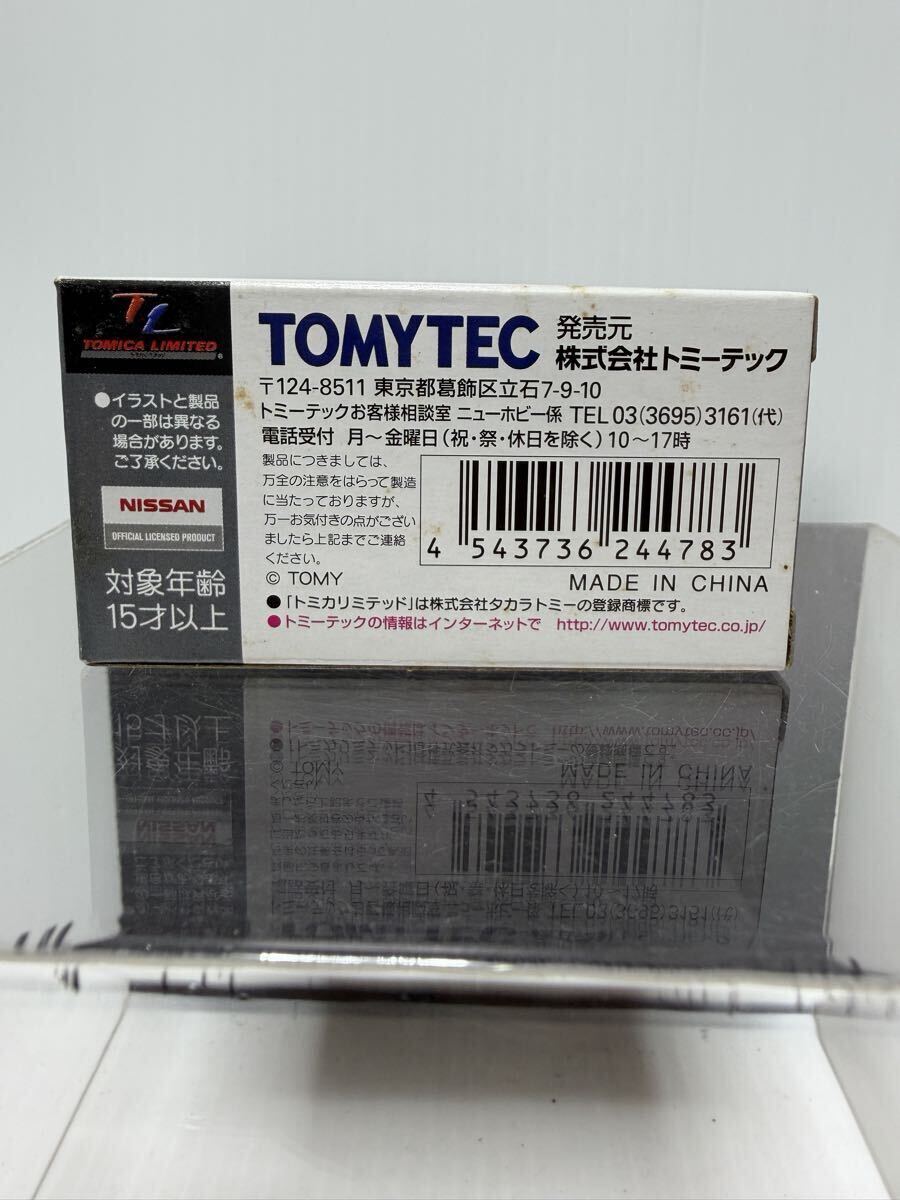 TL
TOMICA LIMITED
●イラストと製品
の一部は異なる
場合があります。
ご了承ください。
NISSAN
OFFICIAL LICENSED PRODUCT
対象年齢
15才以上
TOMYTEC
発売元
株式会社トミーテック
〒124-8511 東京都葛飾区立石7-9-10
トミーテックお客様相談室 ニューホビー係 TEL 03(3695)3161(代)
電話受付 月〜金曜日(祝・祭・休日を除く)10〜17時
製品につきましては、
万全の注意をはらって製造
に当たっておりますが、
万一お気付きの点がござい
ましたら上記までご連絡
ください。
© TOMY
4 543736 244783
MADE IN CHINA
●「トミカリミテッド」は株式会社タカラトミーの登録商標です。
●トミーテックの情報はインターネットで http://www.tomytec.co.jp/